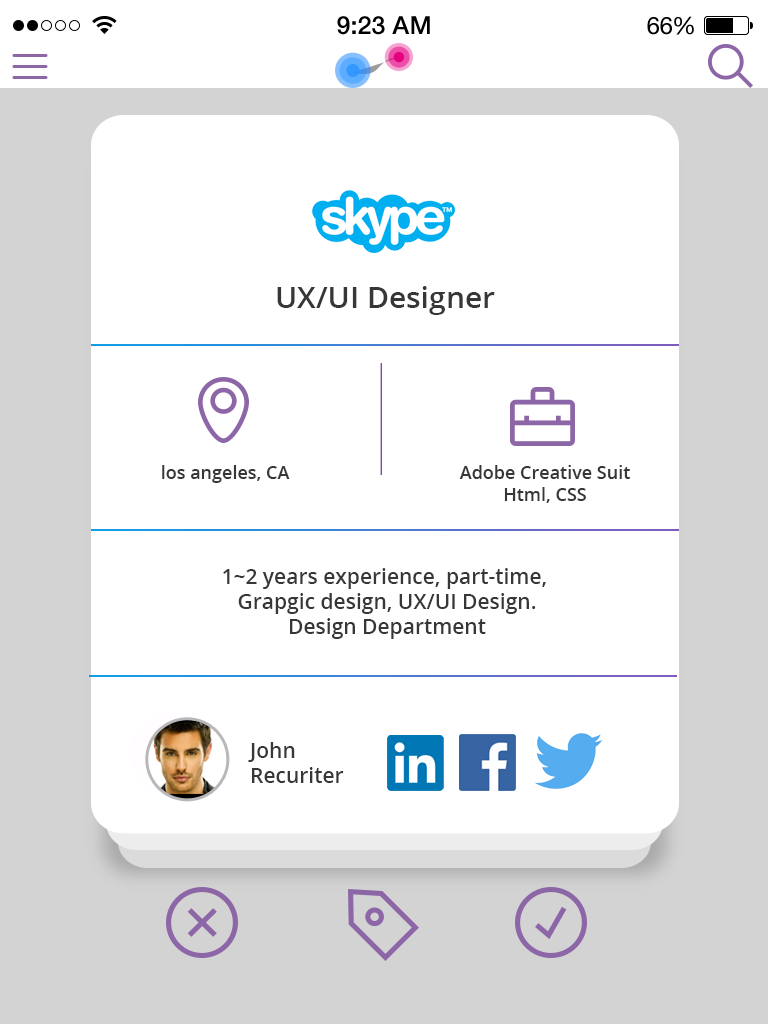 9:23 AM
66%
skype™
UX/UI Designer
los angeles, CA
Adobe Creative Suit
Html, CSS
1~2 years experience, part-time,
Grapgic design, UX/UI Design.
Design Department
John
Recuriter
in
f